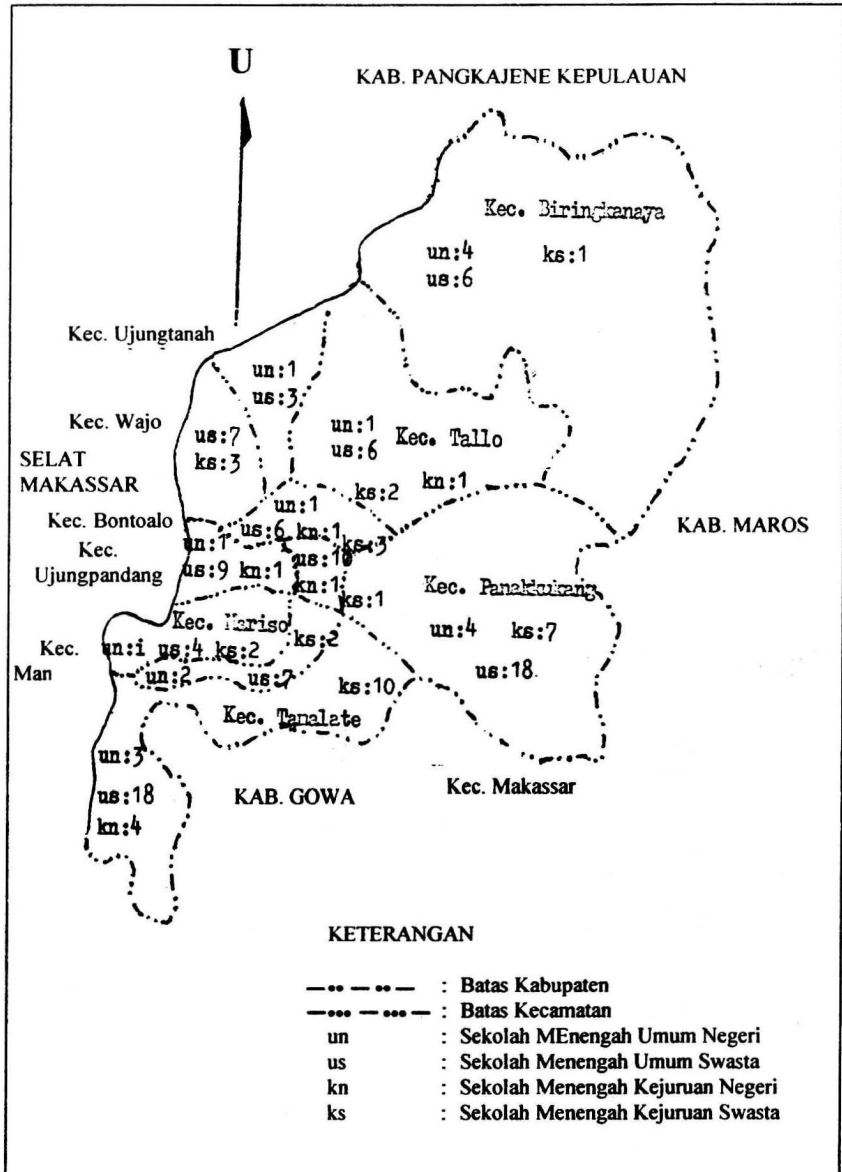 U
KAB. PANGKAJENE KEPULAUAN
Kec. Biringkanaya
un:4 ks:1
us:6
Kec. Ujungtanah
un:1
us:3
Kec. Wajo
us:7
ks:3
un:1
us:6
Kec. Tallo
ks:2 kn:1
SELAT
MAKASSAR
Kec. Bontoalo
un:1
us:6 kn:1
ks:3
KAB. MAROS
Kec.
Ujungpandang
un:1
us:9 kn:1
us:10
kn:1
ks:1
Kec. Panakkukang
un:4 ks:7
us:18
Kec. Mariso
un:i us:4 ks:2
ks:2
Kec.
Man
un:2 us:7
ks:10
Kec. Tamalate
un:3
us:18
kn:4
KAB. GOWA
Kec. Makassar
KETERANGAN
: Batas Kabupaten
: Batas Kecamatan
un : Sekolah MEnengah Umum Negeri
us : Sekolah Menengah Umum Swasta
kn : Sekolah Menengah Kejuruan Negeri
ks : Sekolah Menengah Kejuruan Swasta